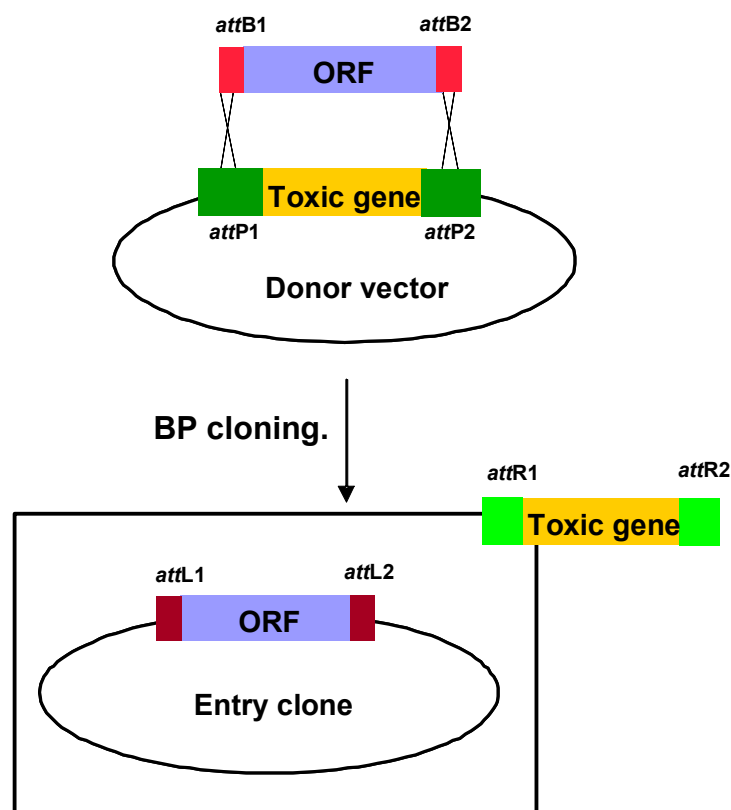 attB1
attB2
ORF
Toxic gene
attP1
attP2
Donor vector
BP cloning.
attR1
attR2
Toxic gene
attL1
attL2
ORF
Entry clone